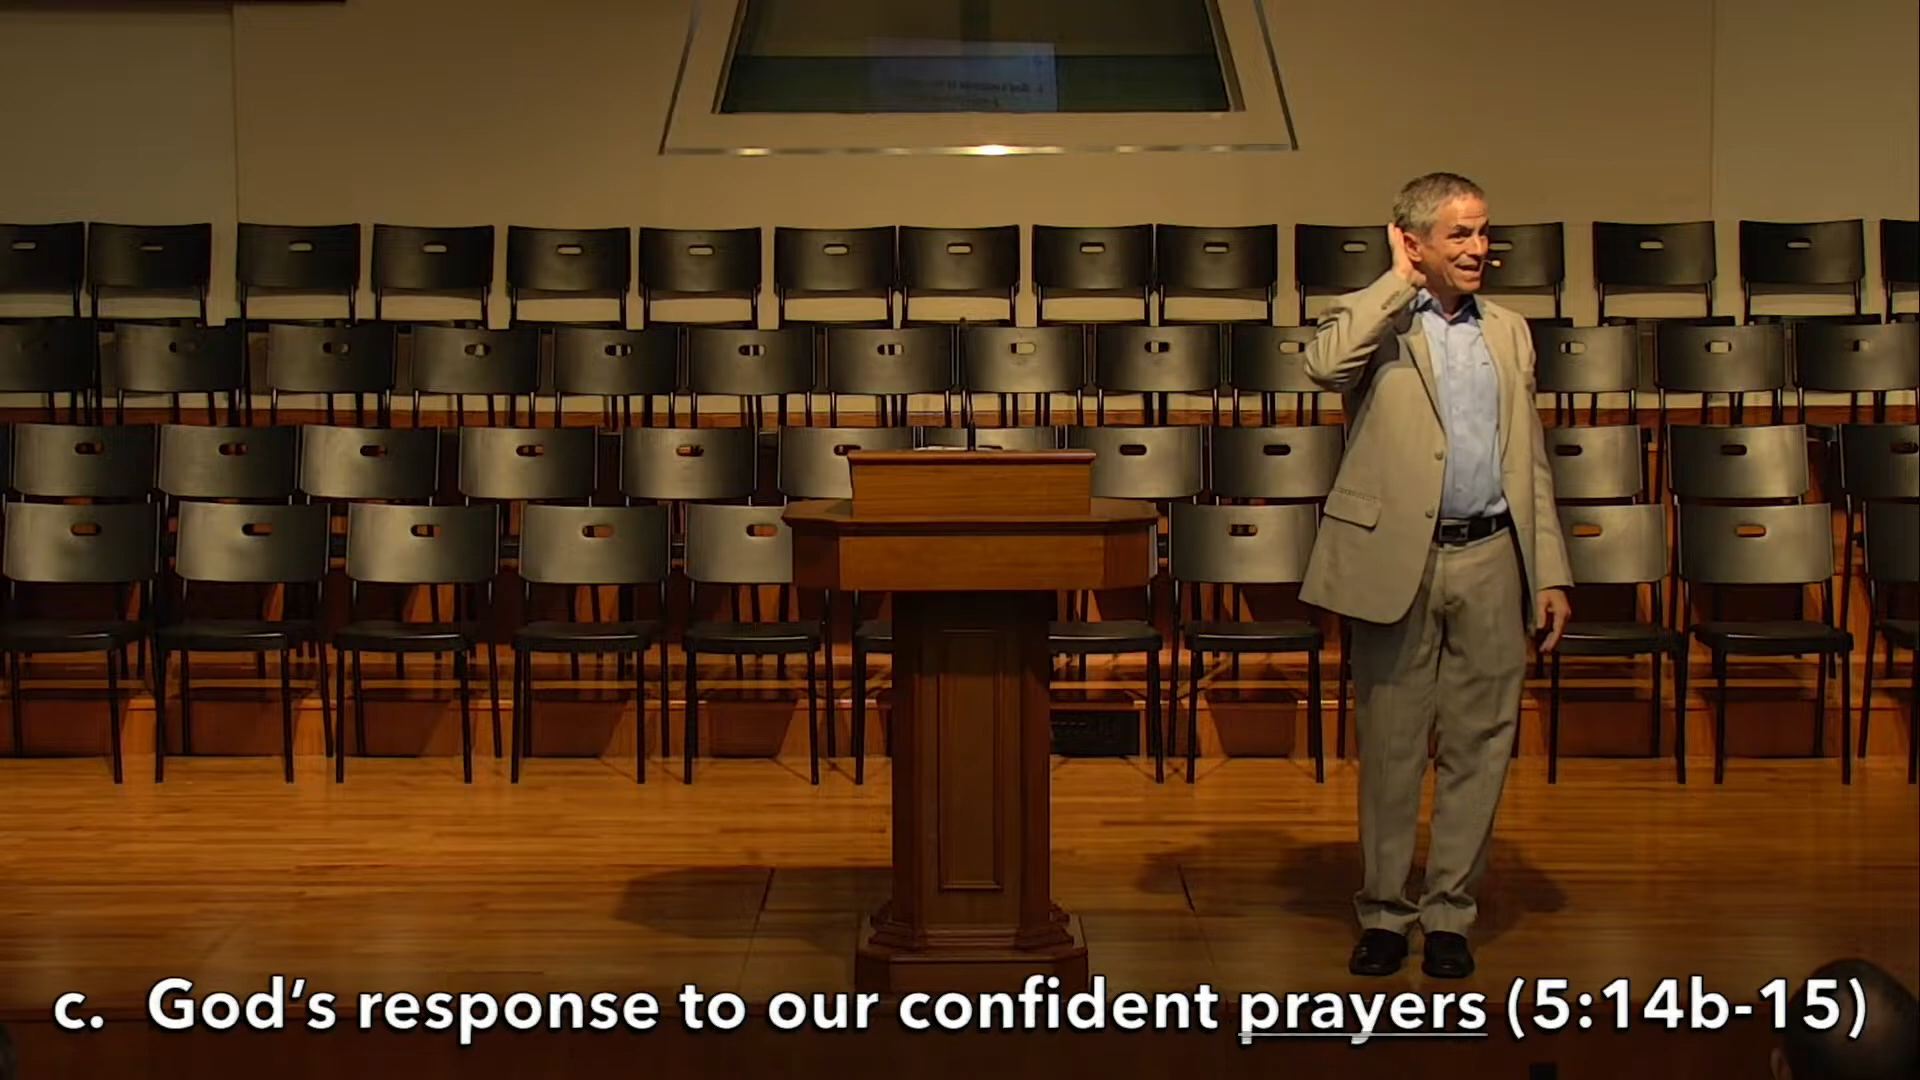 c. God’s response to our confident prayers (5:14b-15)